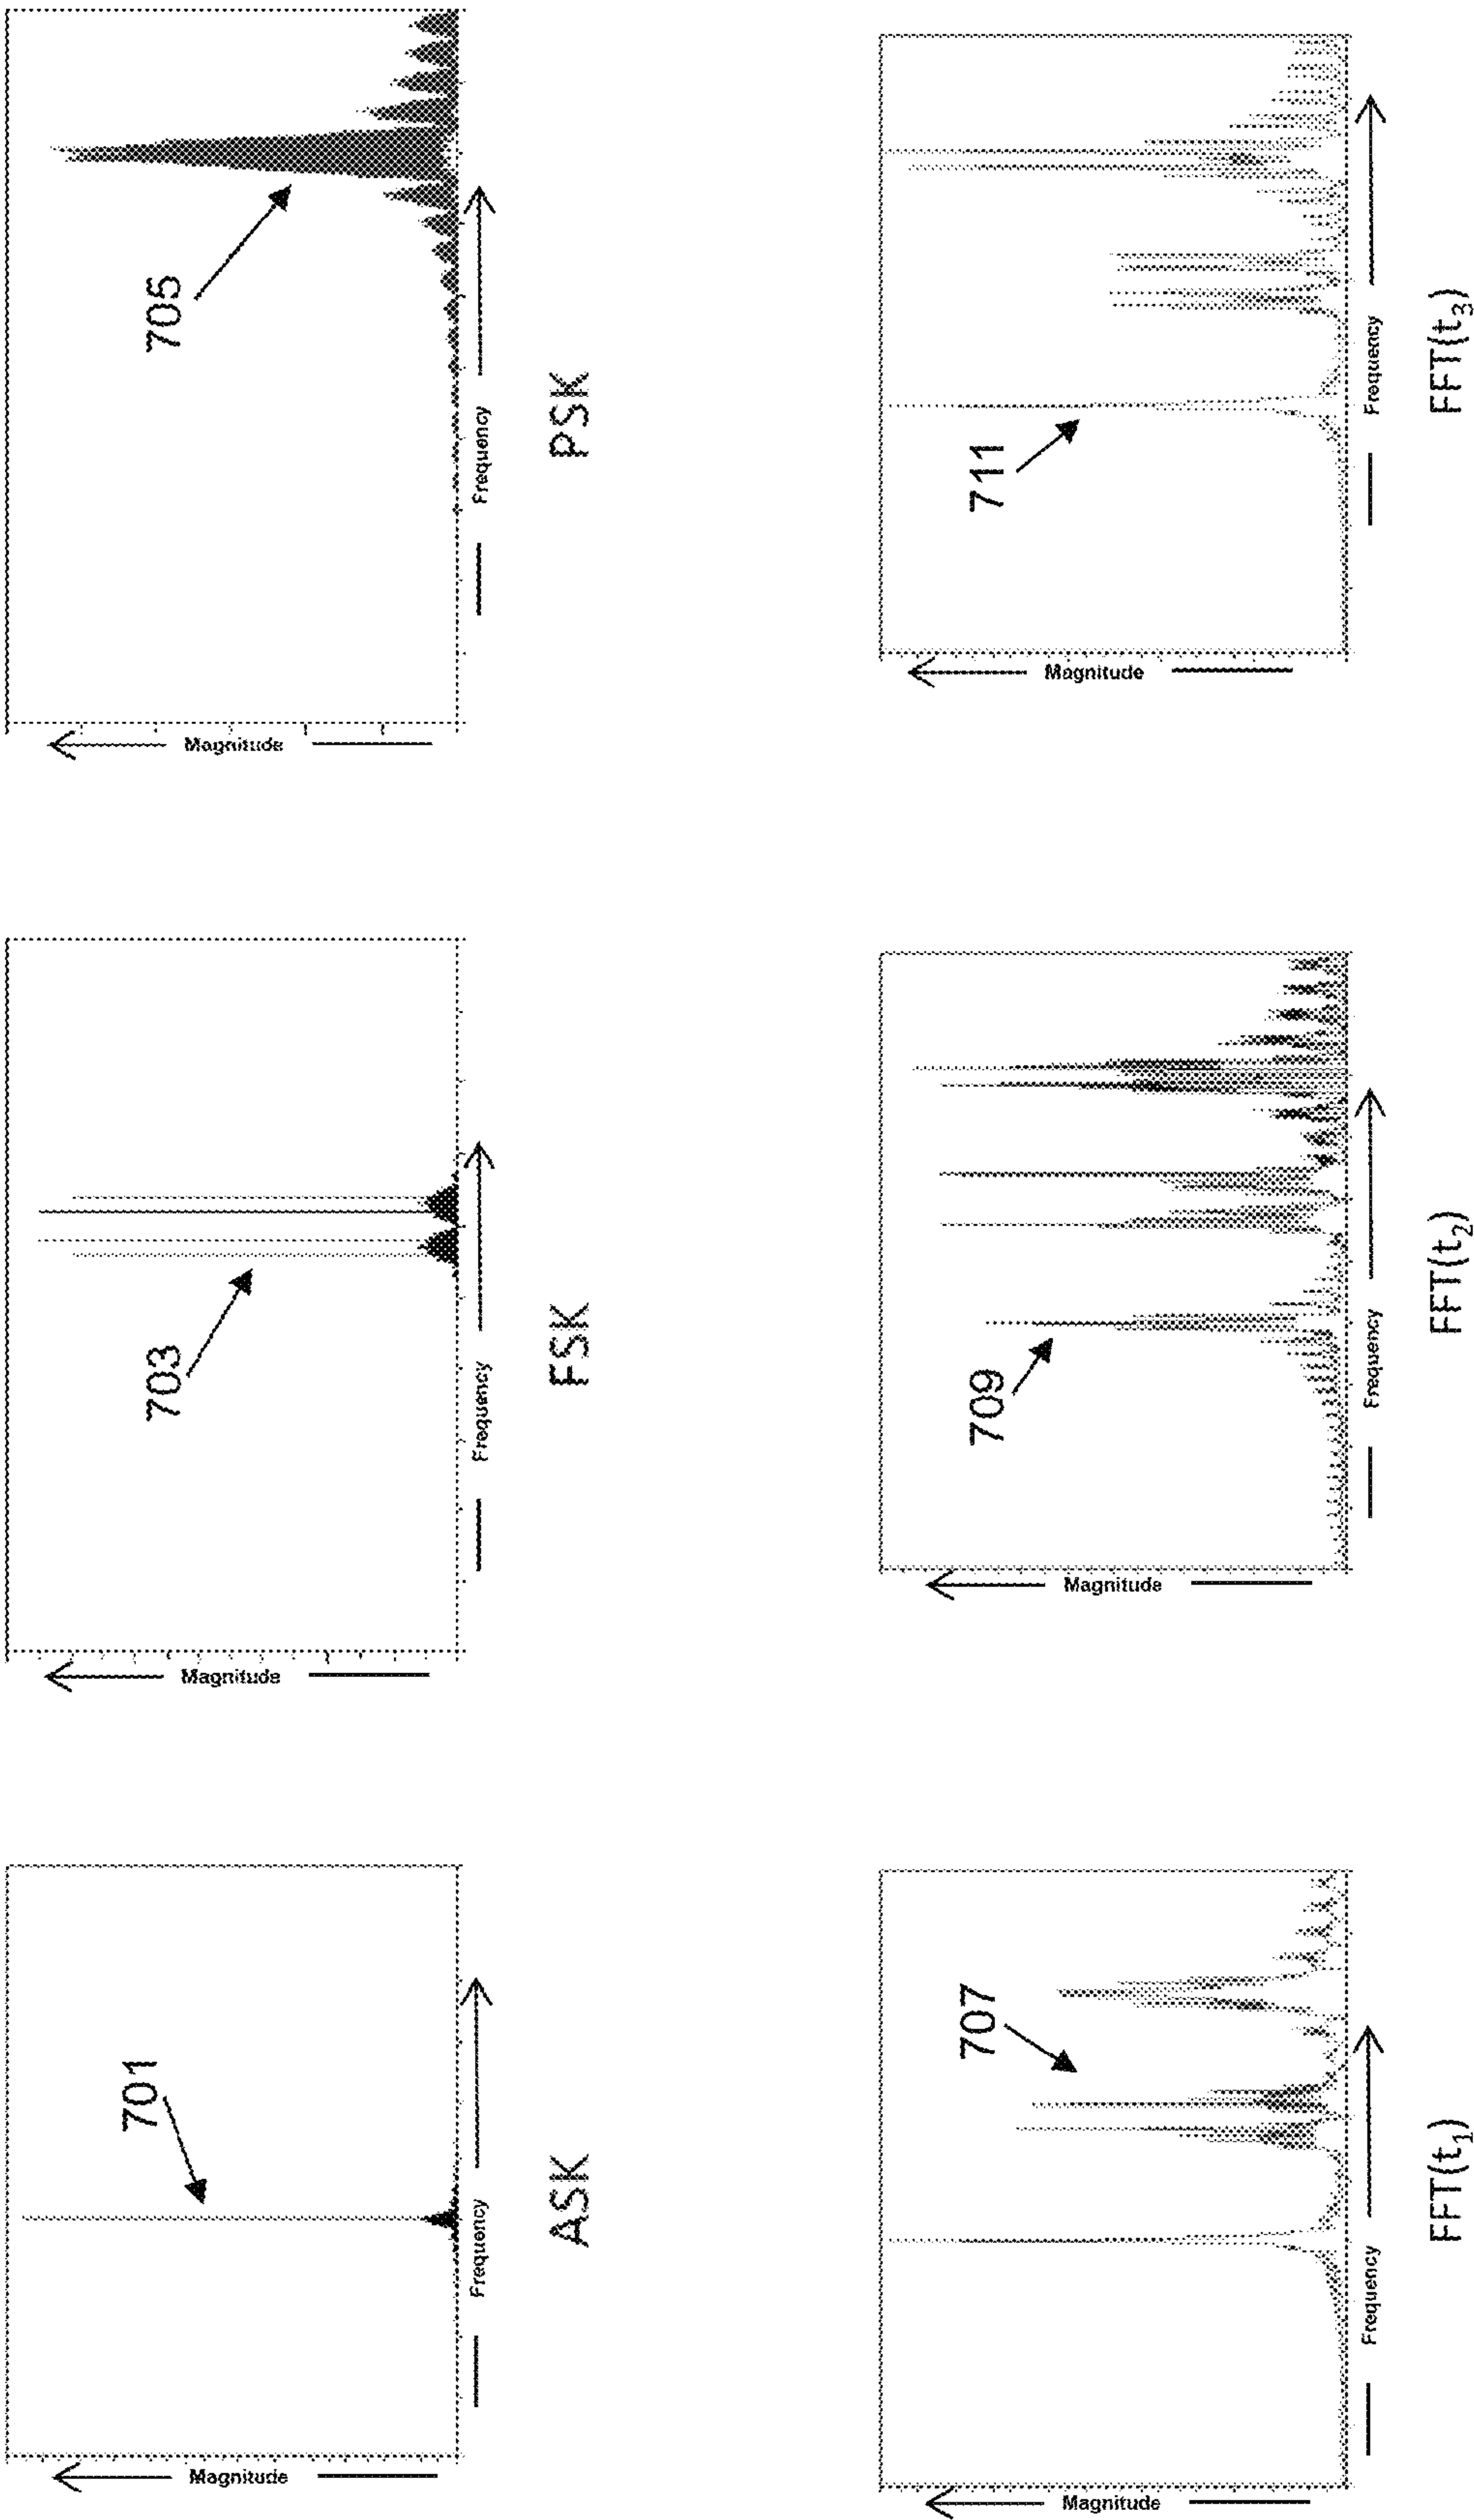 701
Magnitude
Frequency
ASK
703
Magnitude
Frequency
FSK
705
Magnitude
Frequency
PSK
707
Magnitude
Frequency
FFT(t₁)
709
Magnitude
Frequency
FFT(t₂)
711
Magnitude
Frequency
FFT(t₃)